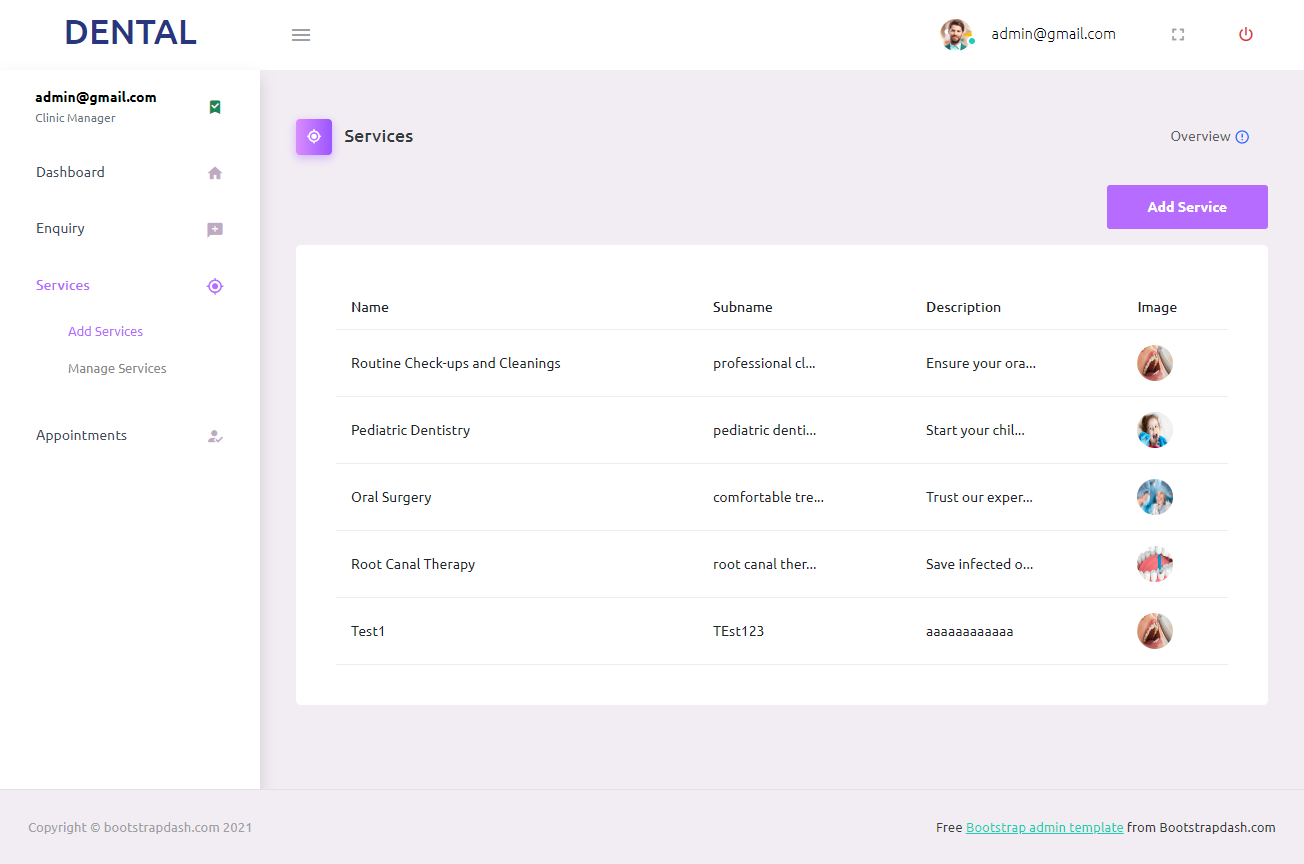 DENTAL
admin@gmail.com
admin@gmail.com
Clinic Manager
Dashboard
Enquiry
Services
Add Services
Manage Services
Appointments
Services
Overview
Add Service
Name Subname Description Image
Routine Check-ups and Cleanings professional cl... Ensure your ora...
Pediatric Dentistry pediatric denti... Start your chil...
Oral Surgery comfortable tre... Trust our exper...
Root Canal Therapy root canal ther... Save infected o...
Test1 TEst123 aaaaaaaaaaaa
Copyright © bootstrapdash.com 2021
Free Bootstrap admin template from Bootstrapdash.com